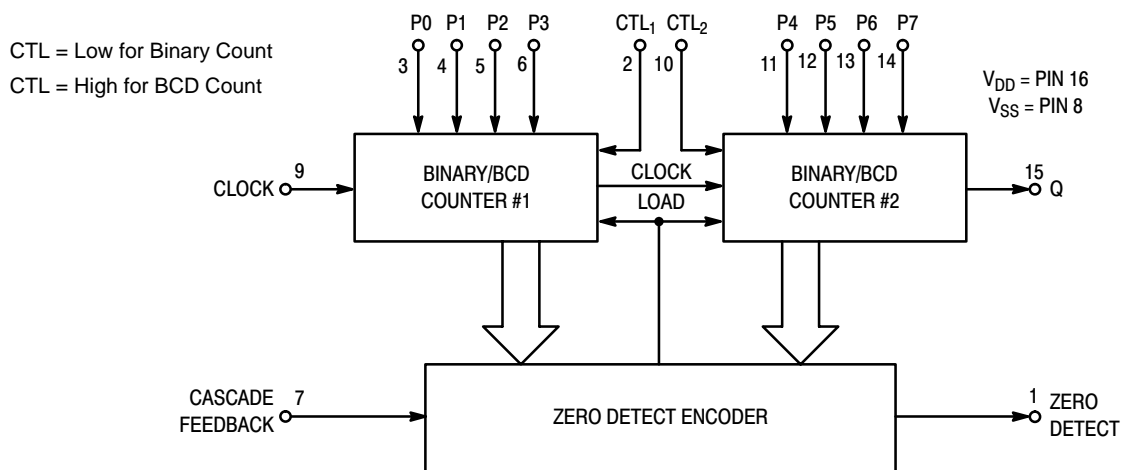 P0 P1 P2 P3 CTL1 CTL2 P4 P5 P6 P7
CTL = Low for Binary Count
CTL = High for BCD Count
3 4 5 6 2 10 11 12 13 14
VDD = PIN 16
VSS = PIN 8
CLOCK 9
BINARY/BCD
COUNTER #1
CLOCK
LOAD
BINARY/BCD
COUNTER #2
15
Q
CASCADE
FEEDBACK
7
ZERO DETECT ENCODER
1 ZERO
DETECT